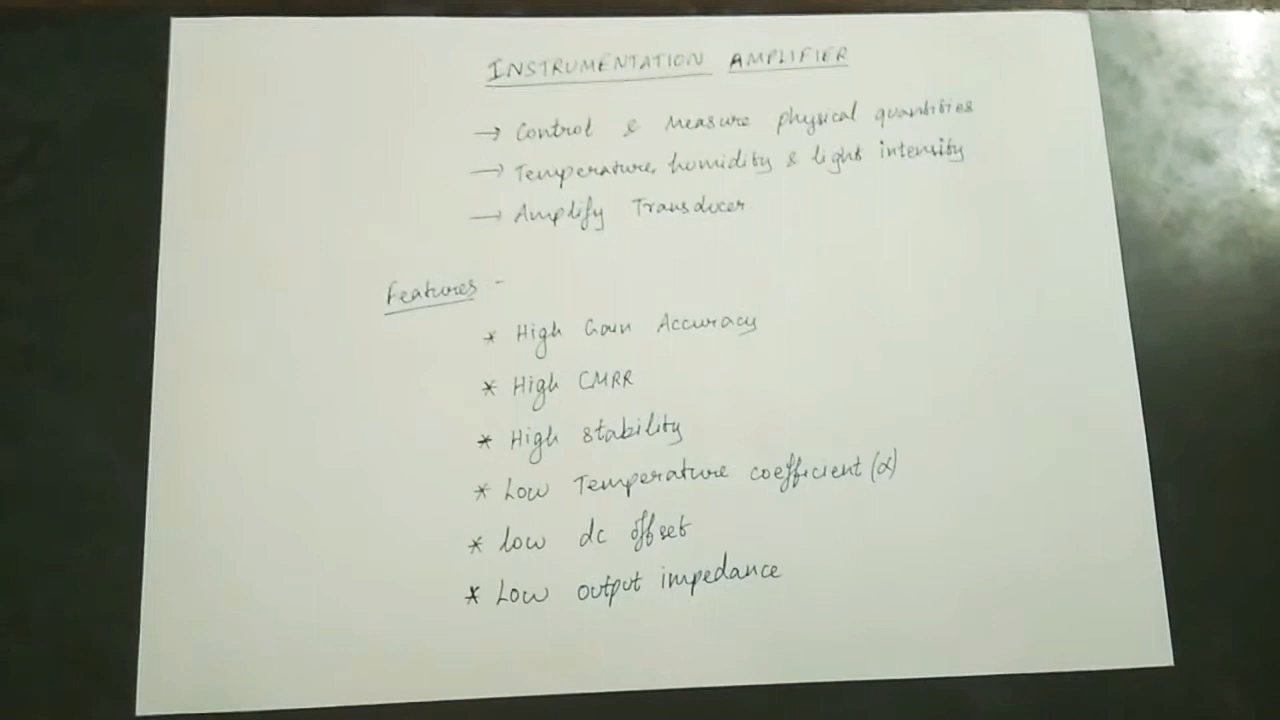 INSTRUMENTATION AMPLIFIER
→ Control & Measure physical quantities
→ Temperature, humidity & light intensity
→ Amplify Transducer
Features -
* High Gain Accuracy
* High CMRR
* High stability
* Low Temperature coefficient (α)
* Low dc offset
* Low output impedance